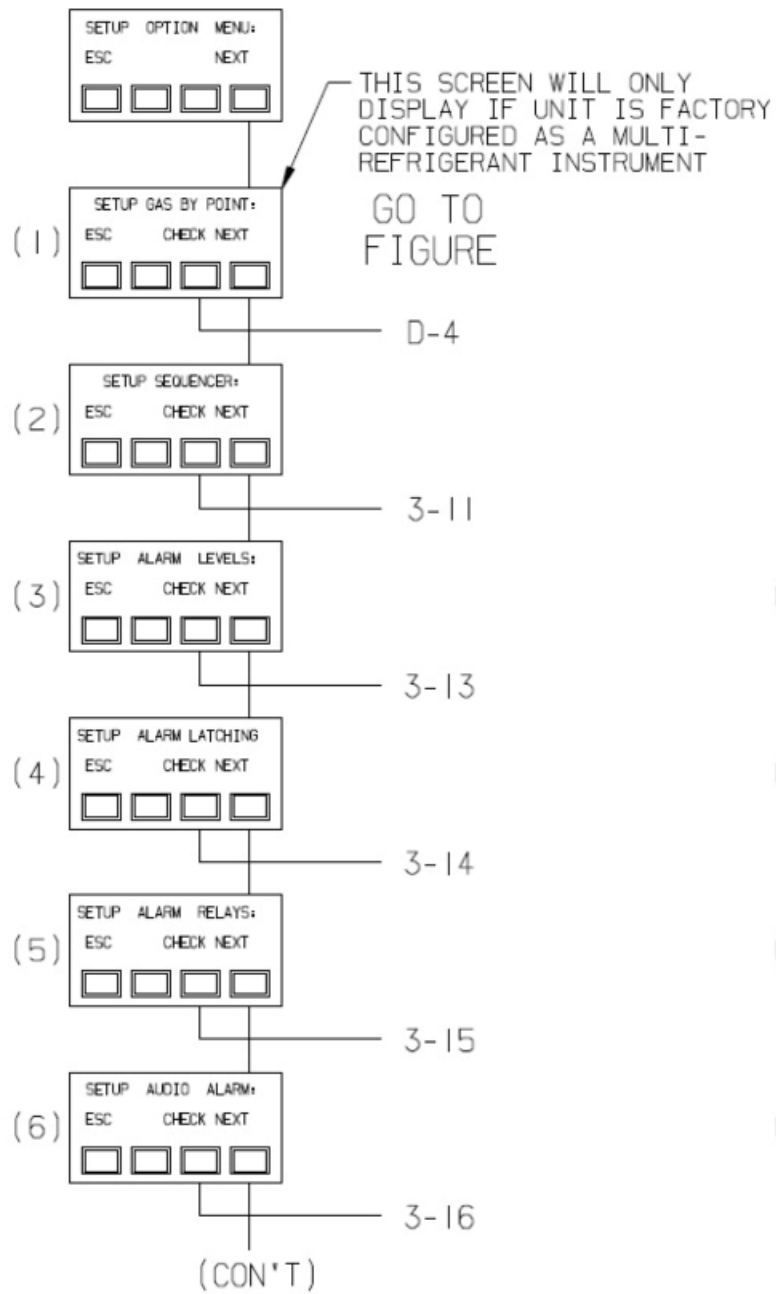 SETUP OPTION MENU:
ESC NEXT
THIS SCREEN WILL ONLY
DISPLAY IF UNIT IS FACTORY
CONFIGURED AS A MULTI-
REFRIGERANT INSTRUMENT
GO TO
FIGURE
(1)
SETUP GAS BY POINT:
ESC CHECK NEXT
D-4
(2)
SETUP SEQUENCER:
ESC CHECK NEXT
3-11
(3)
SETUP ALARM LEVELS:
ESC CHECK NEXT
3-13
(4)
SETUP ALARM LATCHING
ESC CHECK NEXT
3-14
(5)
SETUP ALARM RELAYS:
ESC CHECK NEXT
3-15
(6)
SETUP AUDIO ALARM:
ESC CHECK NEXT
3-16
(CON'T)